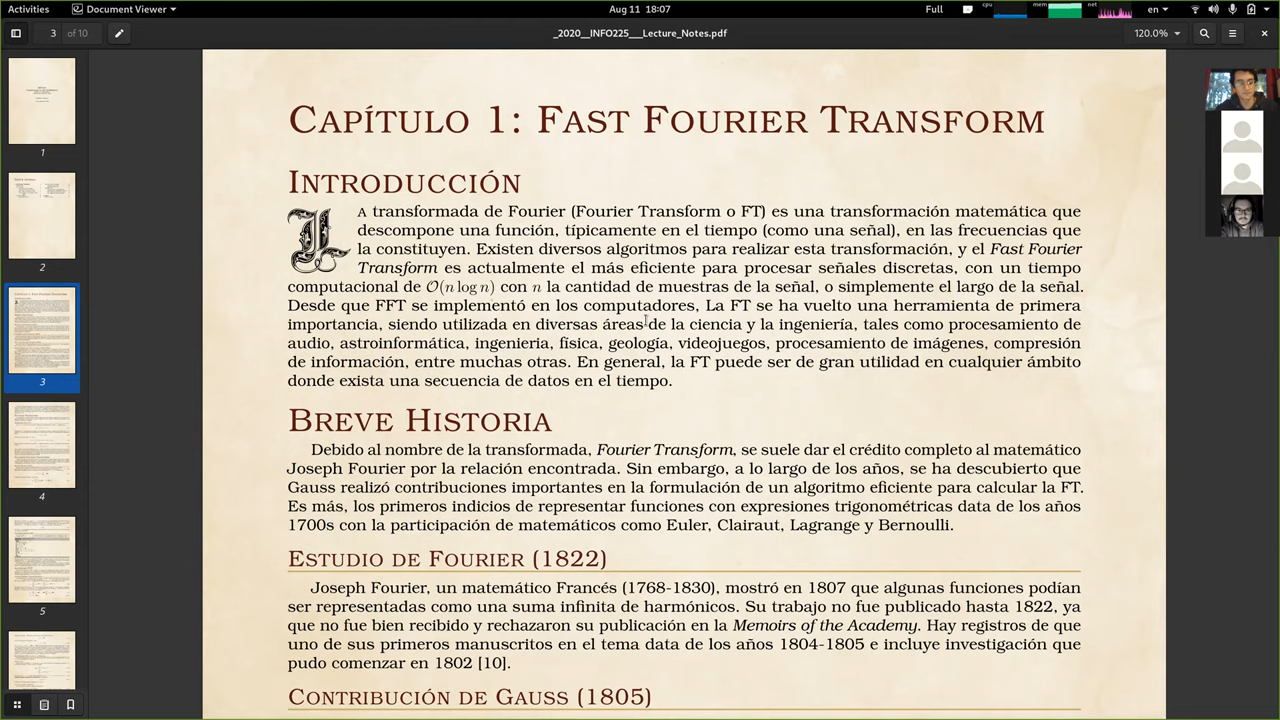 Activities Document Viewer Aug 11 18:07 Full cpu mem net en
3 of 10 _2020__INFO225__Lecture_Notes.pdf 120.0%
1
2
3
4
5
CAPÍTULO 1: FAST FOURIER TRANSFORM
INTRODUCCIÓN
LA transformada de Fourier (Fourier Transform o FT) es una transformación matemática que
descompone una función, típicamente en el tiempo (como una señal), en las frecuencias que
la constituyen. Existen diversos algoritmos para realizar esta transformación, y el Fast Fourier
Transform es actualmente el más eficiente para procesar señales discretas, con un tiempo
computacional de O(n log n) con n la cantidad de muestras de la señal, o simplemente el largo de la señal.
Desde que FFT se implementó en los computadores, La FT se ha vuelto una herramienta de primera
importancia, siendo utilizada en diversas áreas de la ciencia y la ingeniería, tales como procesamiento de
audio, astroinformática, ingenieria, física, geología, videojuegos, procesamiento de imágenes, compresión
de información, entre muchas otras. En general, la FT puede ser de gran utilidad en cualquier ámbito
donde exista una secuencia de datos en el tiempo.
BREVE HISTORIA
Debido al nombre de la transformada, Fourier Transform, se suele dar el crédito completo al matemático
Joseph Fourier por la relación encontrada. Sin embargo, a lo largo de los años, se ha descubierto que
Gauss realizó contribuciones importantes en la formulación de un algoritmo eficiente para calcular la FT.
Es más, los primeros indicios de representar funciones con expresiones trigonométricas data de los años
1700s con la participación de matemáticos como Euler, Clairaut, Lagrange y Bernoulli.
ESTUDIO DE FOURIER (1822)
Joseph Fourier, un matemático Francés (1768-1830), mostró en 1807 que algunas funciones podían
ser representadas como una suma infinita de harmónicos. Su trabajo no fue publicado hasta 1822, ya
que no fue bien recibido y rechazaron su publicación en la Memoirs of the Academy. Hay registros de que
uno de sus primeros manuscritos en el tema data de los años 1804-1805 e incluye investigación que
pudo comenzar en 1802 [10].
CONTRIBUCIÓN DE GAUSS (1805)